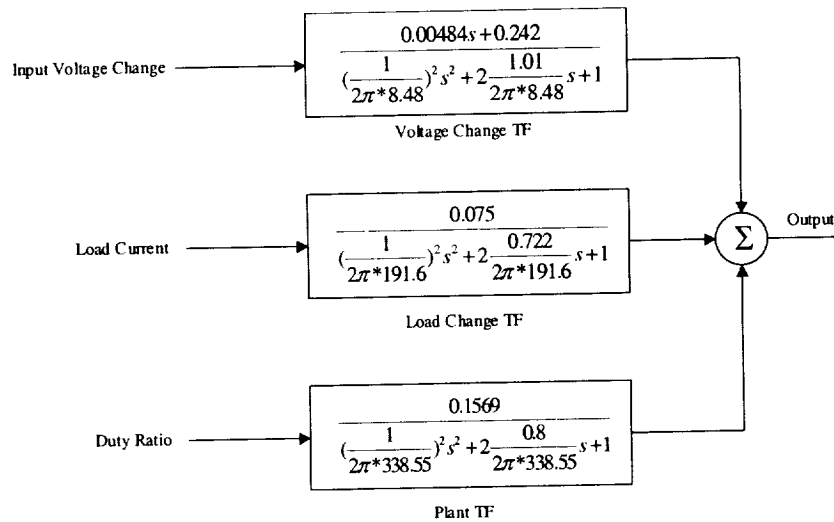 0.00484s+0.242
Input Voltage Change
(1/2π*8.48)²s²+2 1.01/2π*8.48 s+1
Voltage Change TF
0.075
Load Current
(1/2π*191.6)²s²+2 0.722/2π*191.6 s+1
Load Change TF
Σ
Output
0.1569
Duty Ratio
(1/2π*338.55)²s²+2 0.8/2π*338.55 s+1
Plant TF